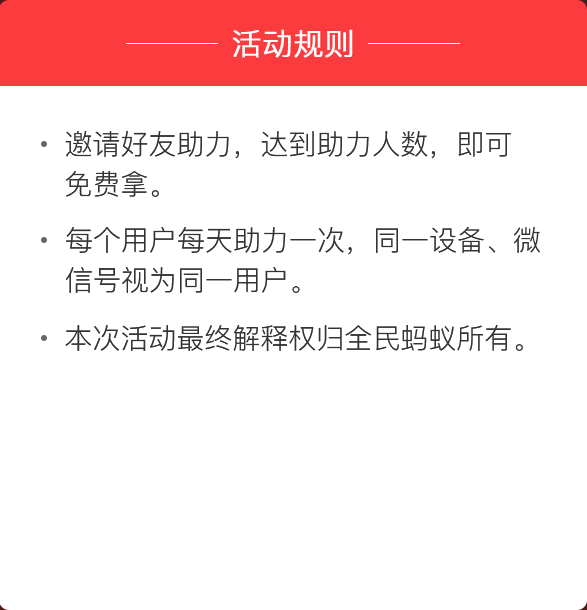 活动规则
• 邀请好友助力，达到助力人数，即可
免费拿。
• 每个用户每天助力一次，同一设备、微
信号视为同一用户。
• 本次活动最终解释权归全民蚂蚁所有。